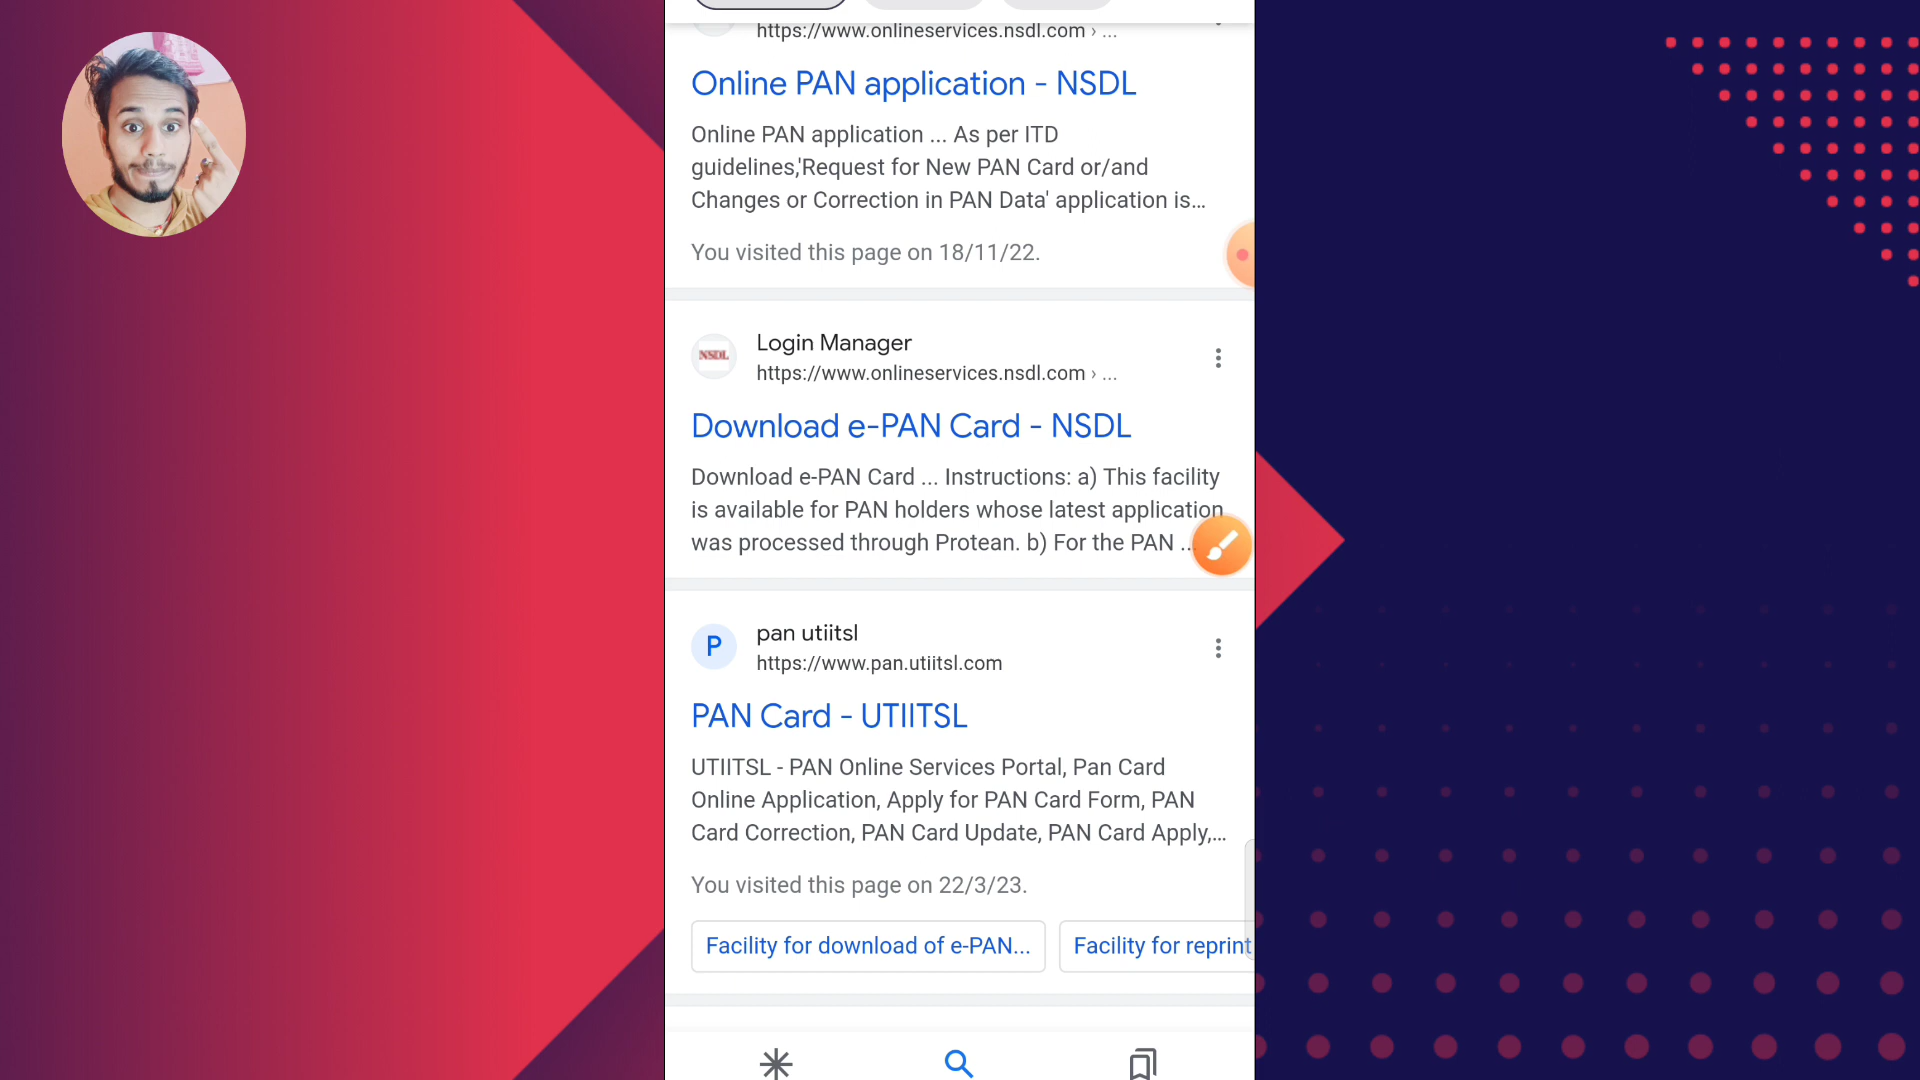 https://www.onlineservices.nsdl.com › ...
Online PAN application - NSDL
Online PAN application ... As per ITD
guidelines,'Request for New PAN Card or/and
Changes or Correction in PAN Data' application is...
You visited this page on 18/11/22.
NSDL
Login Manager
https://www.onlineservices.nsdl.com › ...
Download e-PAN Card - NSDL
Download e-PAN Card ... Instructions: a) This facility
is available for PAN holders whose latest application
was processed through Protean. b) For the PAN ...
P
pan utiitsl
https://www.pan.utiitsl.com
PAN Card - UTIITSL
UTIITSL - PAN Online Services Portal, Pan Card
Online Application, Apply for PAN Card Form, PAN
Card Correction, PAN Card Update, PAN Card Apply,...
You visited this page on 22/3/23.
Facility for download of e-PAN...
Facility for reprint